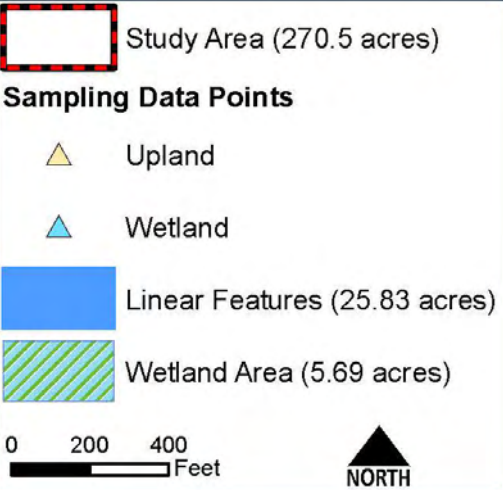 Study Area (270.5 acres)
Sampling Data Points
Upland
Wetland
Linear Features (25.83 acres)
Wetland Area (5.69 acres)
0 200 400
Feet
NORTH